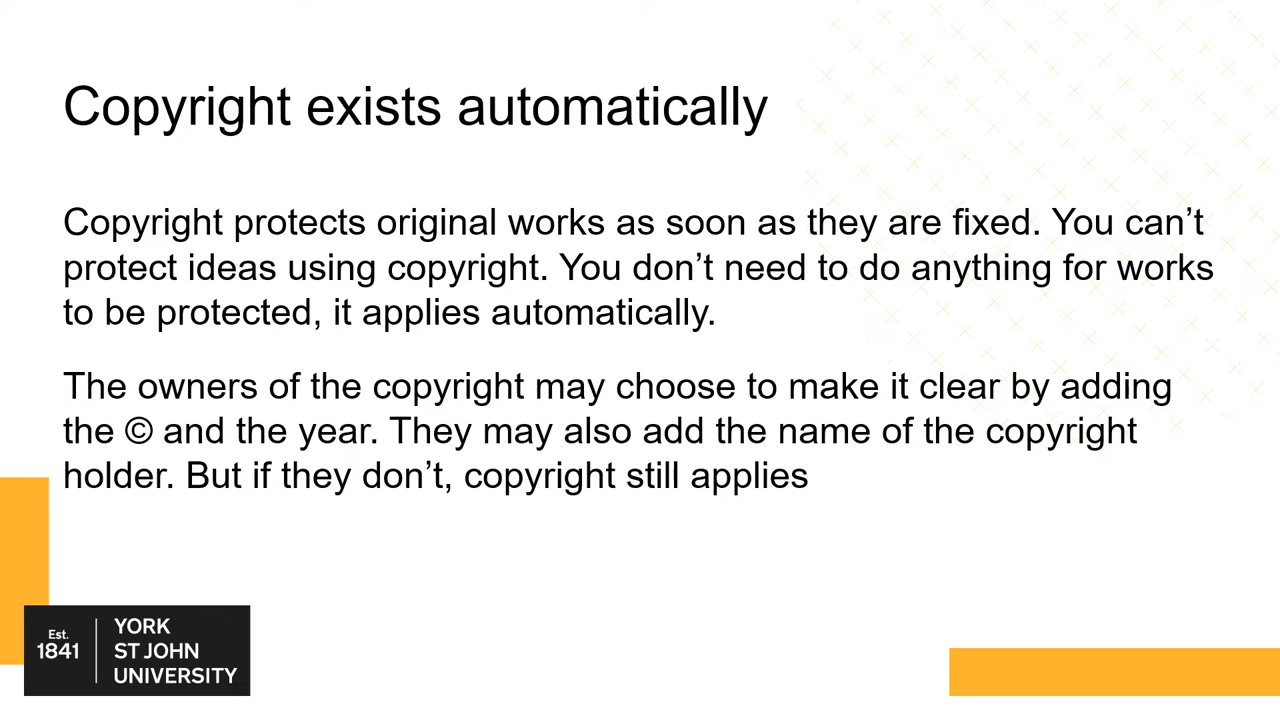 Copyright exists automatically
Copyright protects original works as soon as they are fixed. You can’t
protect ideas using copyright. You don’t need to do anything for works
to be protected, it applies automatically.
The owners of the copyright may choose to make it clear by adding
the © and the year. They may also add the name of the copyright
holder. But if they don’t, copyright still applies
Est.
1841
YORK
ST JOHN
UNIVERSITY